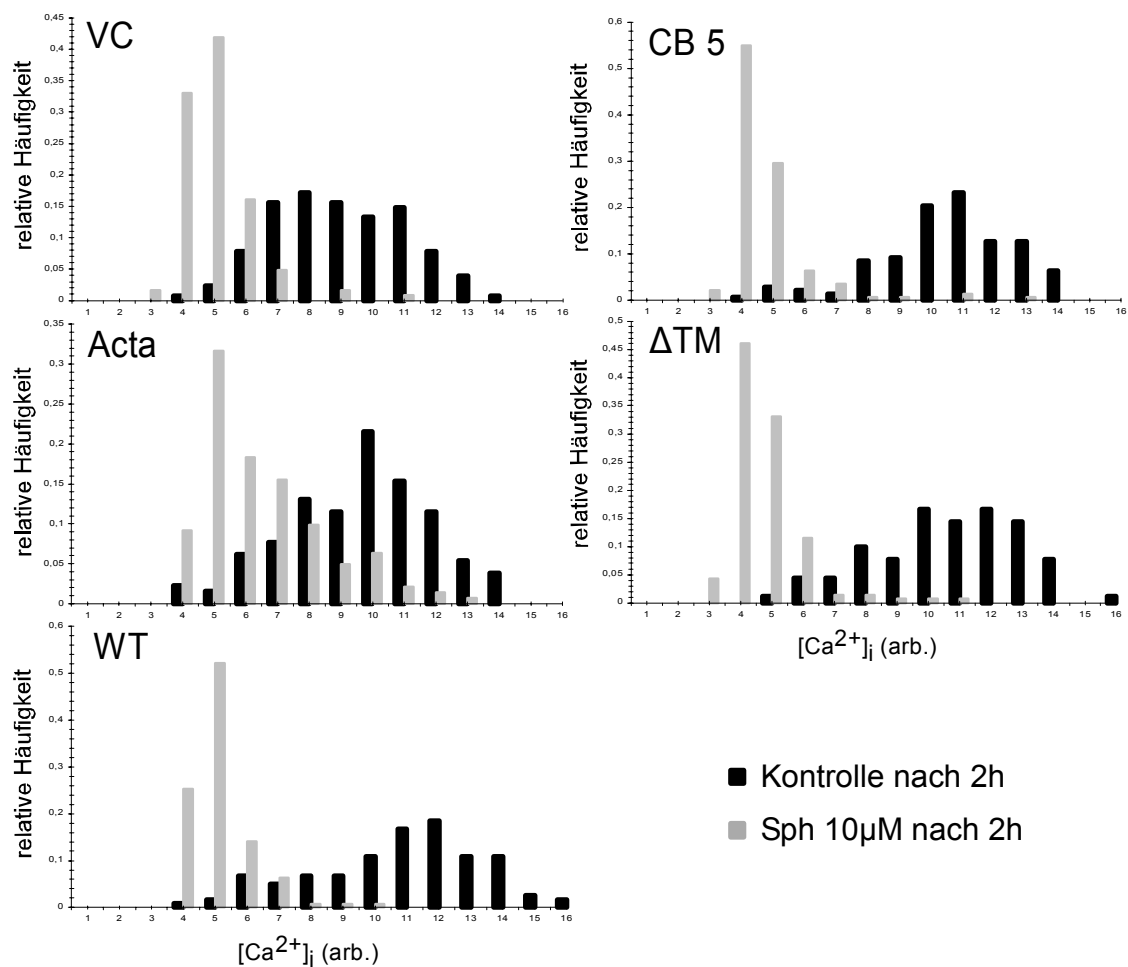 VC
relative Häufigkeit
0,45
0,4
0,35
0,3
0,25
0,2
0,15
0,1
0,05
0
1 2 3 4 5 6 7 8 9 10 11 12 13 14 15 16
CB 5
relative Häufigkeit
0,6
0,5
0,4
0,3
0,2
0,1
0
1 2 3 4 5 6 7 8 9 10 11 12 13 14 15 16
Acta
relative Häufigkeit
0,35
0,3
0,25
0,2
0,15
0,1
0,05
0
1 2 3 4 5 6 7 8 9 10 11 12 13 14 15 16
ΔTM
relative Häufigkeit
0,5
0,45
0,4
0,35
0,3
0,25
0,2
0,15
0,1
0,05
0
1 2 3 4 5 6 7 8 9 10 11 12 13 14 15 16
[Ca2+]i (arb.)
WT
relative Häufigkeit
0,6
0,5
0,4
0,3
0,2
0,1
0
1 2 3 4 5 6 7 8 9 10 11 12 13 14 15 16
[Ca2+]i (arb.)
Kontrolle nach 2h
Sph 10µM nach 2h